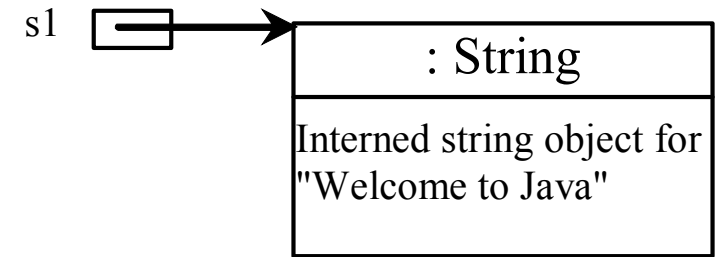 s1
: String
Interned string object for
"Welcome to Java"